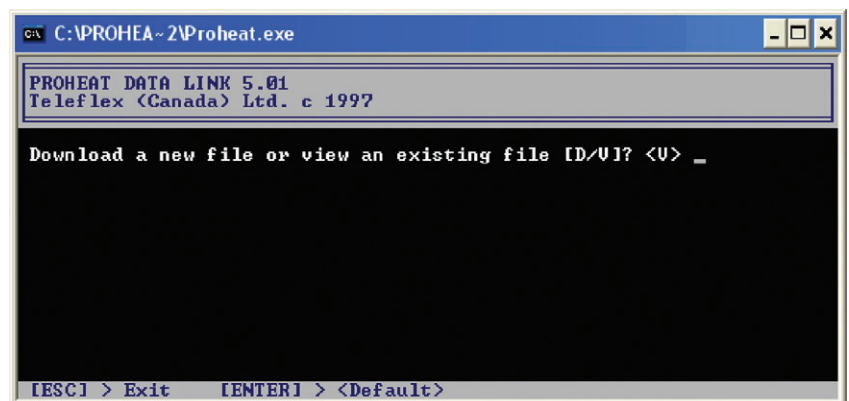 C:\PROHEA~2\Proheat.exe
PROHEAT DATA LINK 5.01
Teleflex (Canada) Ltd. c 1997
Download a new file or view an existing file [D/V]? <V> _
[ESC] > Exit [ENTER] > <Default>